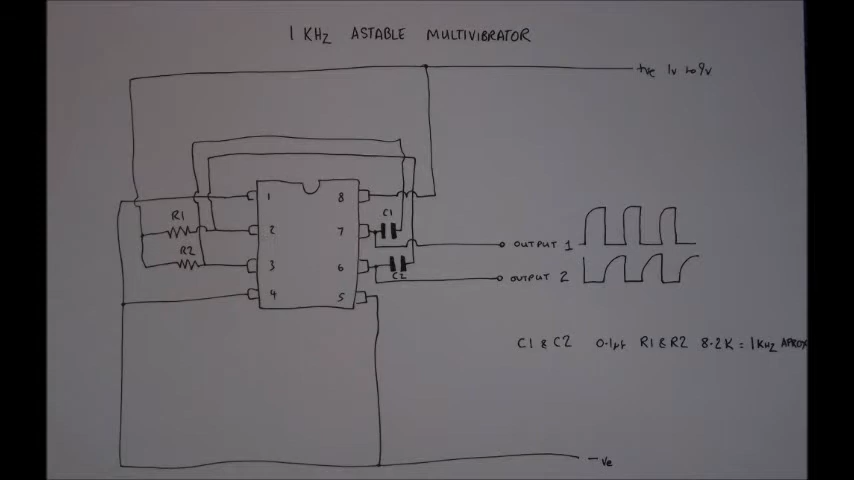 1 KHz ASTABLE MULTIVIBRATOR
+ve 1v to 9v
1 8
C1
R1
2 7
OUTPUT 1
R2
3 6
C2
OUTPUT 2
4 5
C1 & C2 0.1µf R1 & R2 8.2K = 1KHz APROX
-ve